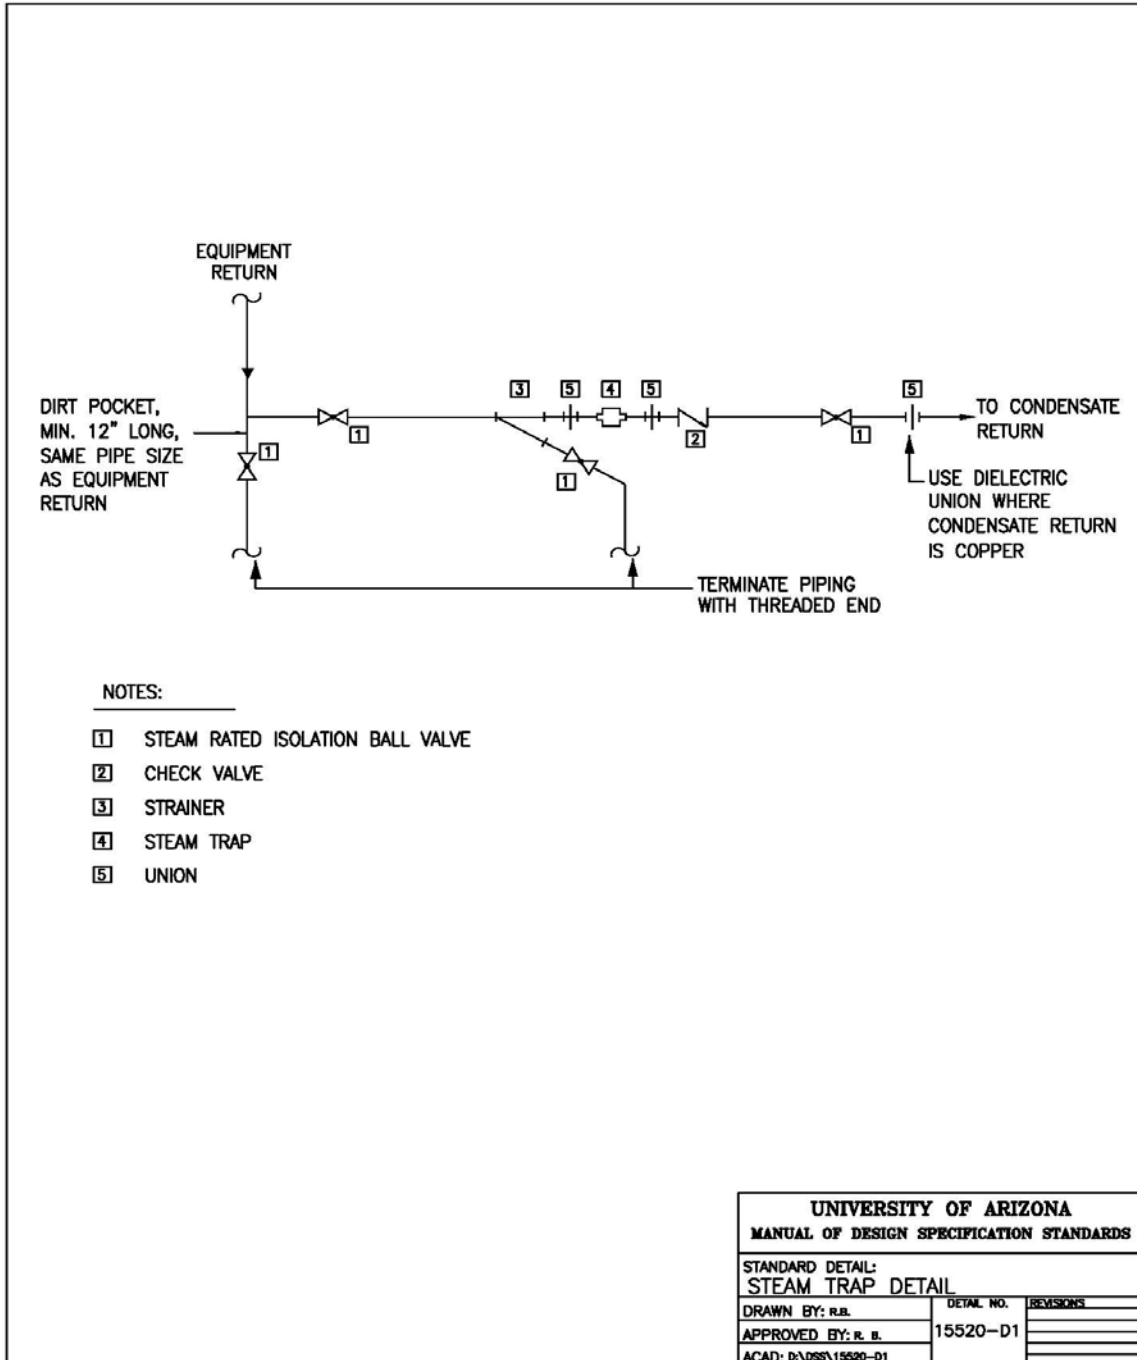 EQUIPMENT
RETURN
DIRT POCKET,
MIN. 12" LONG,
SAME PIPE SIZE
AS EQUIPMENT
RETURN
1
1
3
5
4
5
2
1
1
5
TO CONDENSATE
RETURN
USE DIELECTRIC
UNION WHERE
CONDENSATE RETURN
IS COPPER
TERMINATE PIPING
WITH THREADED END
NOTES:
1 STEAM RATED ISOLATION BALL VALVE
2 CHECK VALVE
3 STRAINER
4 STEAM TRAP
5 UNION
UNIVERSITY OF ARIZONA
MANUAL OF DESIGN SPECIFICATION STANDARDS
STANDARD DETAIL:
STEAM TRAP DETAIL
DRAWN BY: R.B.
DETAIL NO.
REVISIONS
APPROVED BY: R. B.
15520-D1
ACAD: D:\DSS\15520-D1